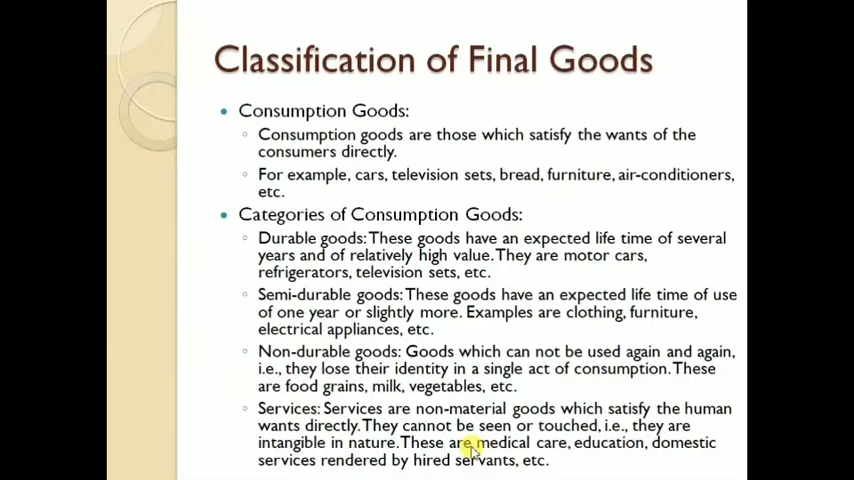 Classification of Final Goods
Consumption Goods:
Consumption goods are those which satisfy the wants of the
consumers directly.
For example, cars, television sets, bread, furniture, air-conditioners,
etc.
Categories of Consumption Goods:
Durable goods: These goods have an expected life time of several
years and of relatively high value. They are motor cars,
refrigerators, television sets, etc.
Semi-durable goods: These goods have an expected life time of use
of one year or slightly more. Examples are clothing, furniture,
electrical appliances, etc.
Non-durable goods: Goods which can not be used again and again,
i.e., they lose their identity in a single act of consumption. These
are food grains, milk, vegetables, etc.
Services: Services are non-material goods which satisfy the human
wants directly. They cannot be seen or touched, i.e., they are
intangible in nature. These are medical care, education, domestic
services rendered by hired servants, etc.